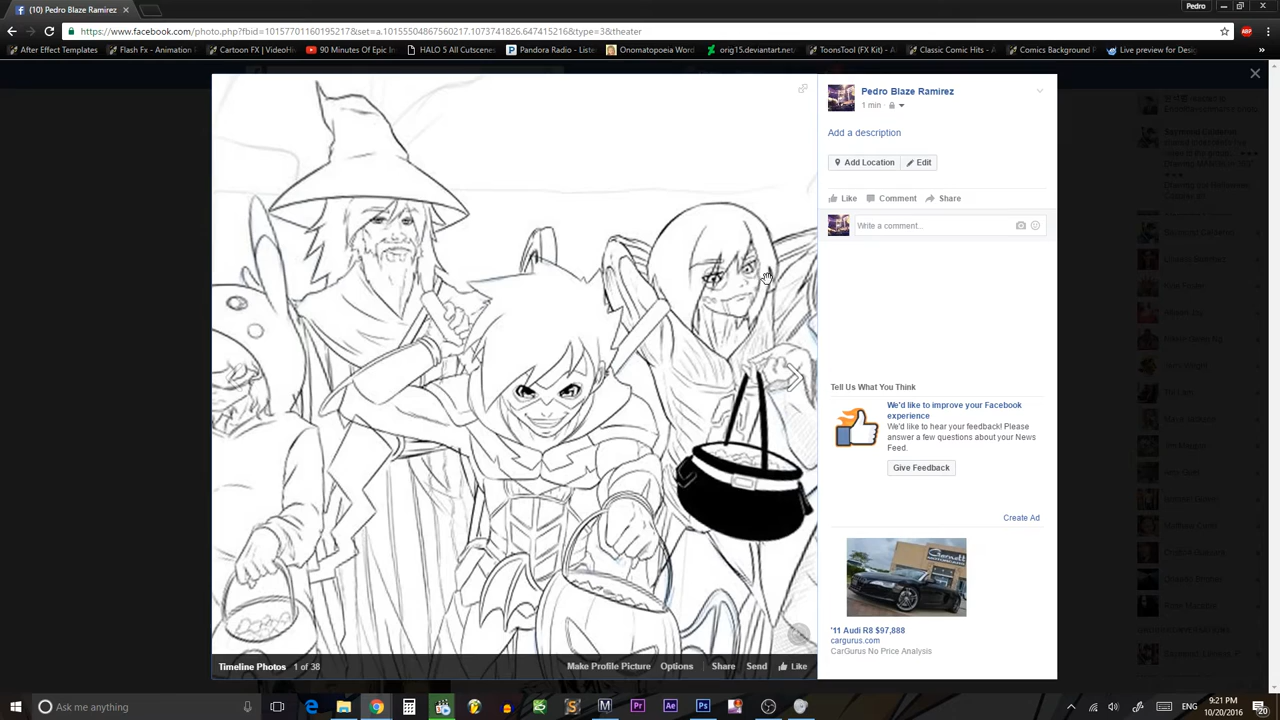 (10) Pedro Blaze Ramirez
Pedro
https://www.facebook.com/photo.php?fbid=10157701160195217&set=a.10155504867560217.1073741826.647415216&type=3&theater
ABP
After Effect Templates
Flash Fx - Animation
Cartoon FX | VideoHi
90 Minutes Of Epic In
HALO 5 All Cutscenes
Pandora Radio - Listen
Onomatopoeia Word
orig15.deviantart.net/
ToonsTool (FX Kit) - A
Classic Comic Hits - A
Comics Background
Live preview for Des
Pedro Blaze Ramirez
1 min
Add a description
Add Location
Edit
Like
Comment
Share
Write a comment...
Tell Us What You Think
We'd like to improve your Facebook
experience
We'd like to hear your feedback! Please
answer a few questions about your News
Feed.
Give Feedback
Create Ad
'11 Audi R8 $97,888
cargurus.com
CarGurus No Price Analysis
Timeline Photos
1 of 38
Make Profile Picture
Options
Share
Send
Like
Ask me anything
9:21 PM
10/2/2016